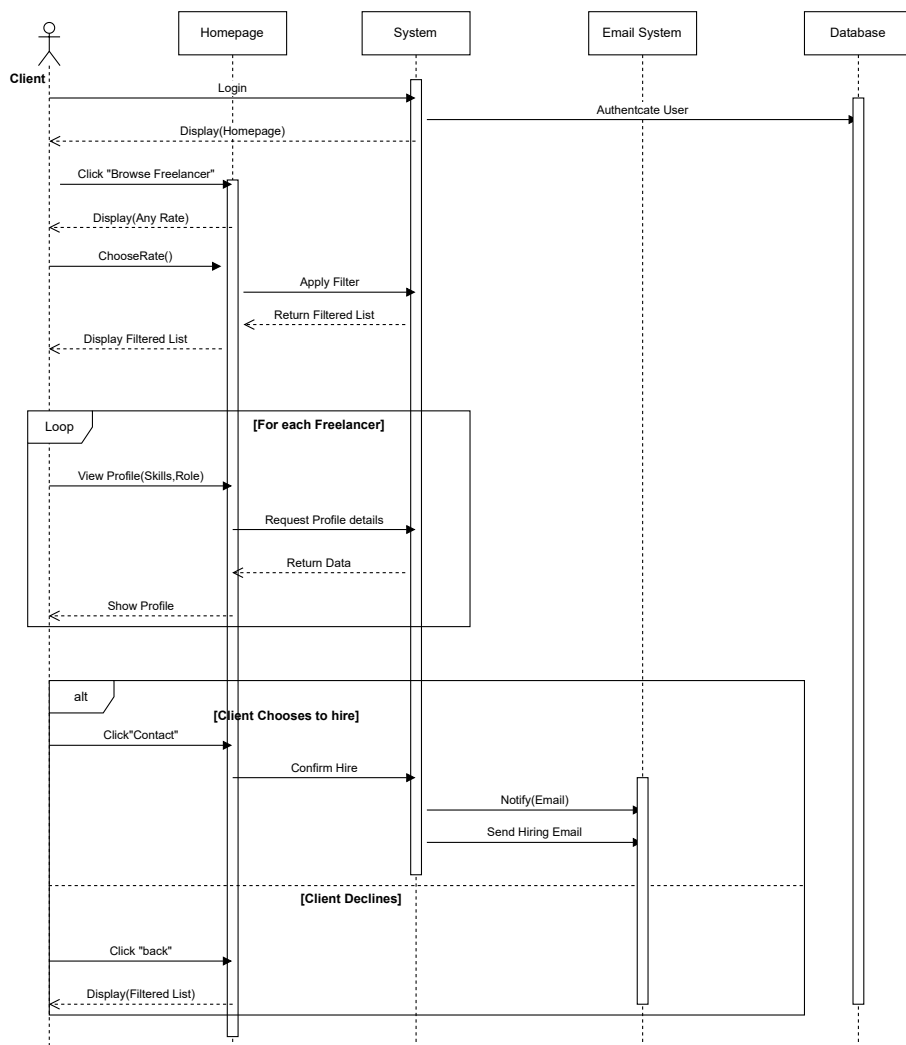 Homepage
System
Email System
Database
Client
Login
Authentcate User
Display(Homepage)
Click "Browse Freelancer"
Display(Any Rate)
ChooseRate()
Apply Filter
Return Filtered List
Display Filtered List
Loop
[For each Freelancer]
View Profile(Skills,Role)
Request Profile details
Return Data
Show Profile
alt
[Client Chooses to hire]
Click"Contact"
Confirm Hire
Notify(Email)
Send Hiring Email
[Client Declines]
Click "back"
Display(Filtered List)